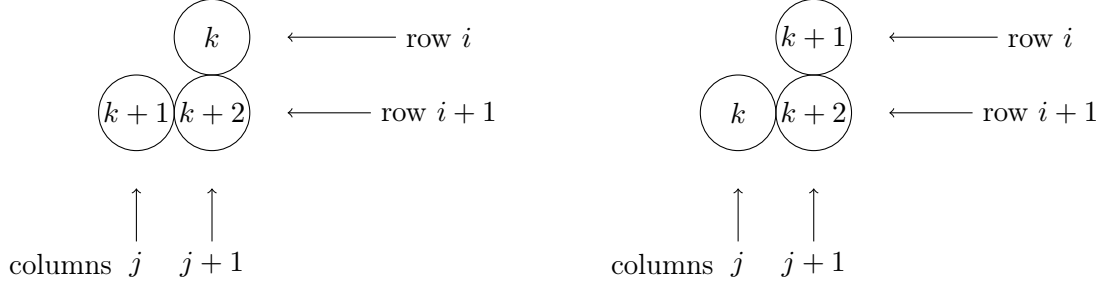 k row i k + 1 row i
k + 1 k + 2 row i + 1 k k + 2 row i + 1
columns j j + 1 columns j j + 1